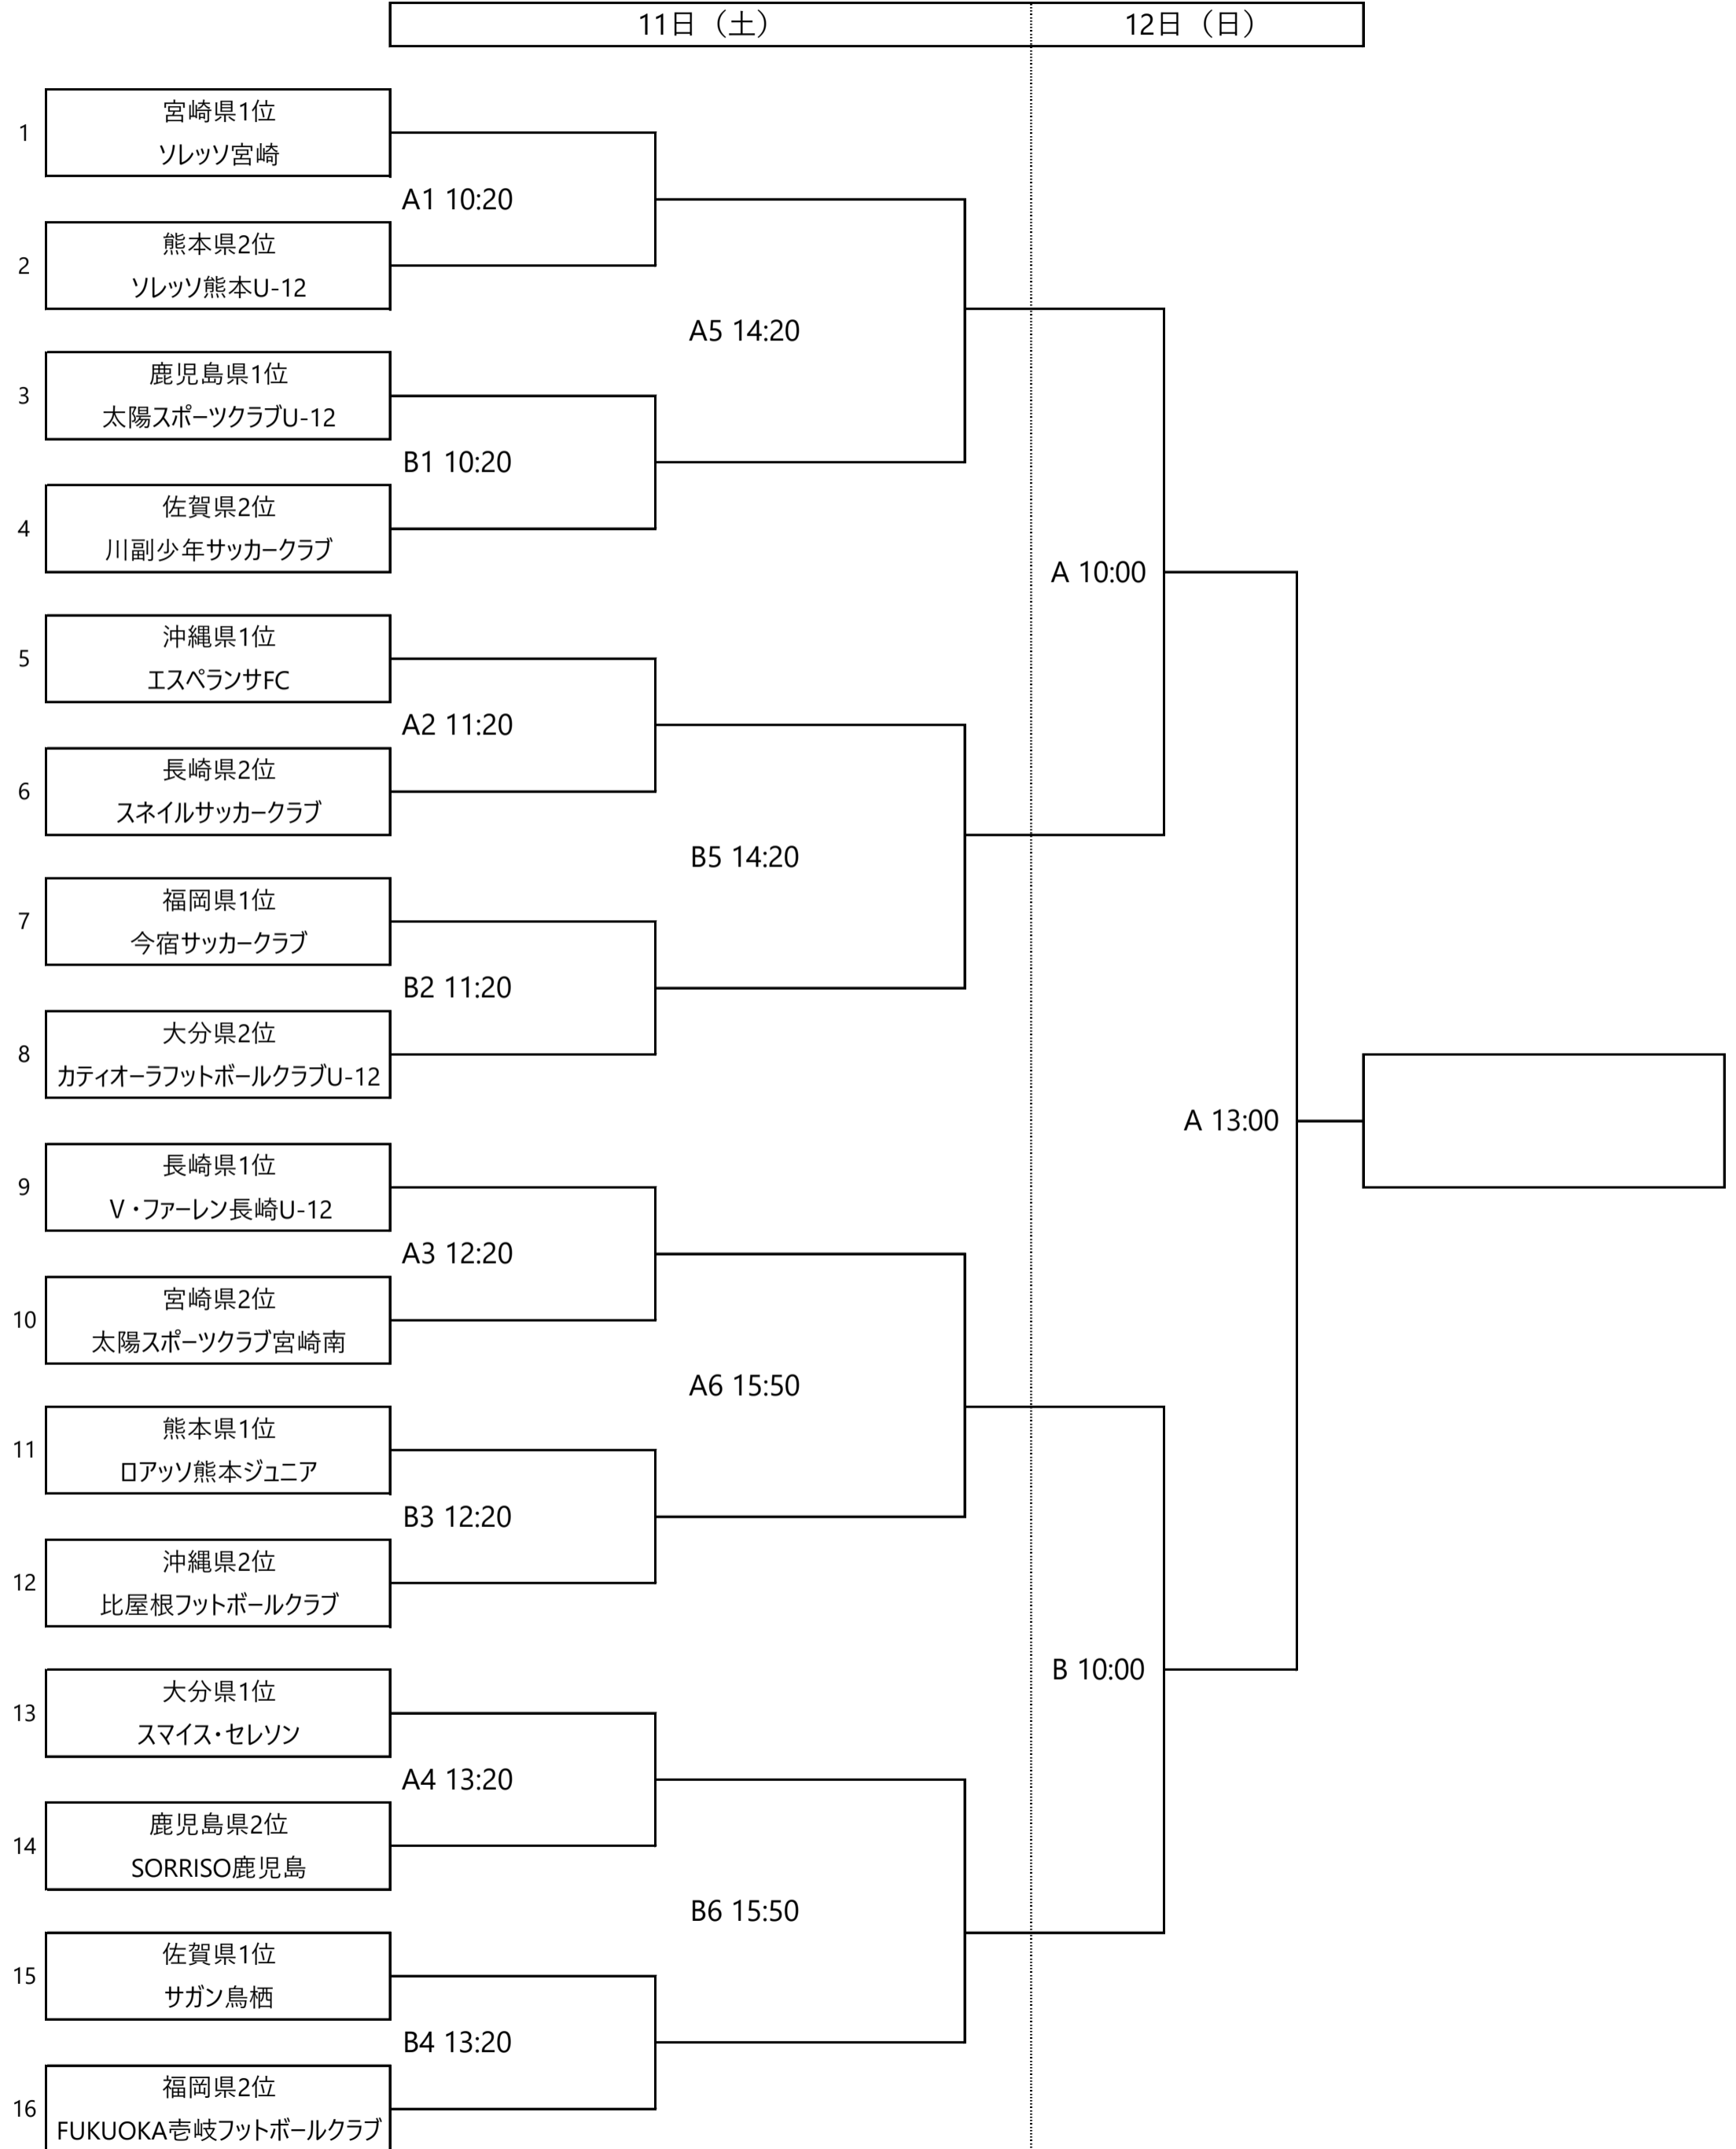 11日（土） 12日（日）
1
宮崎県1位
ソレッソ宮崎
A1 10:20
2
熊本県2位
ソレッソ熊本U-12
A5 14:20
3
鹿児島県1位
太陽スポーツクラブU-12
B1 10:20
4
佐賀県2位
川副少年サッカークラブ
A 10:00
5
沖縄県1位
エスペランサFC
A2 11:20
6
長崎県2位
スネイルサッカークラブ
B5 14:20
7
福岡県1位
今宿サッカークラブ
B2 11:20
8
大分県2位
カティオーラフットボールクラブU-12
A 13:00
9
長崎県1位
V・ファーレン長崎U-12
A3 12:20
10
宮崎県2位
太陽スポーツクラブ宮崎南
A6 15:50
11
熊本県1位
ロアッソ熊本ジュニア
B3 12:20
12
沖縄県2位
比屋根フットボールクラブ
B 10:00
13
大分県1位
スマイス・セレソン
A4 13:20
14
鹿児島県2位
SORRISO鹿児島
B6 15:50
15
佐賀県1位
サガン鳥栖
B4 13:20
16
福岡県2位
FUKUOKA壱岐フットボールクラブ